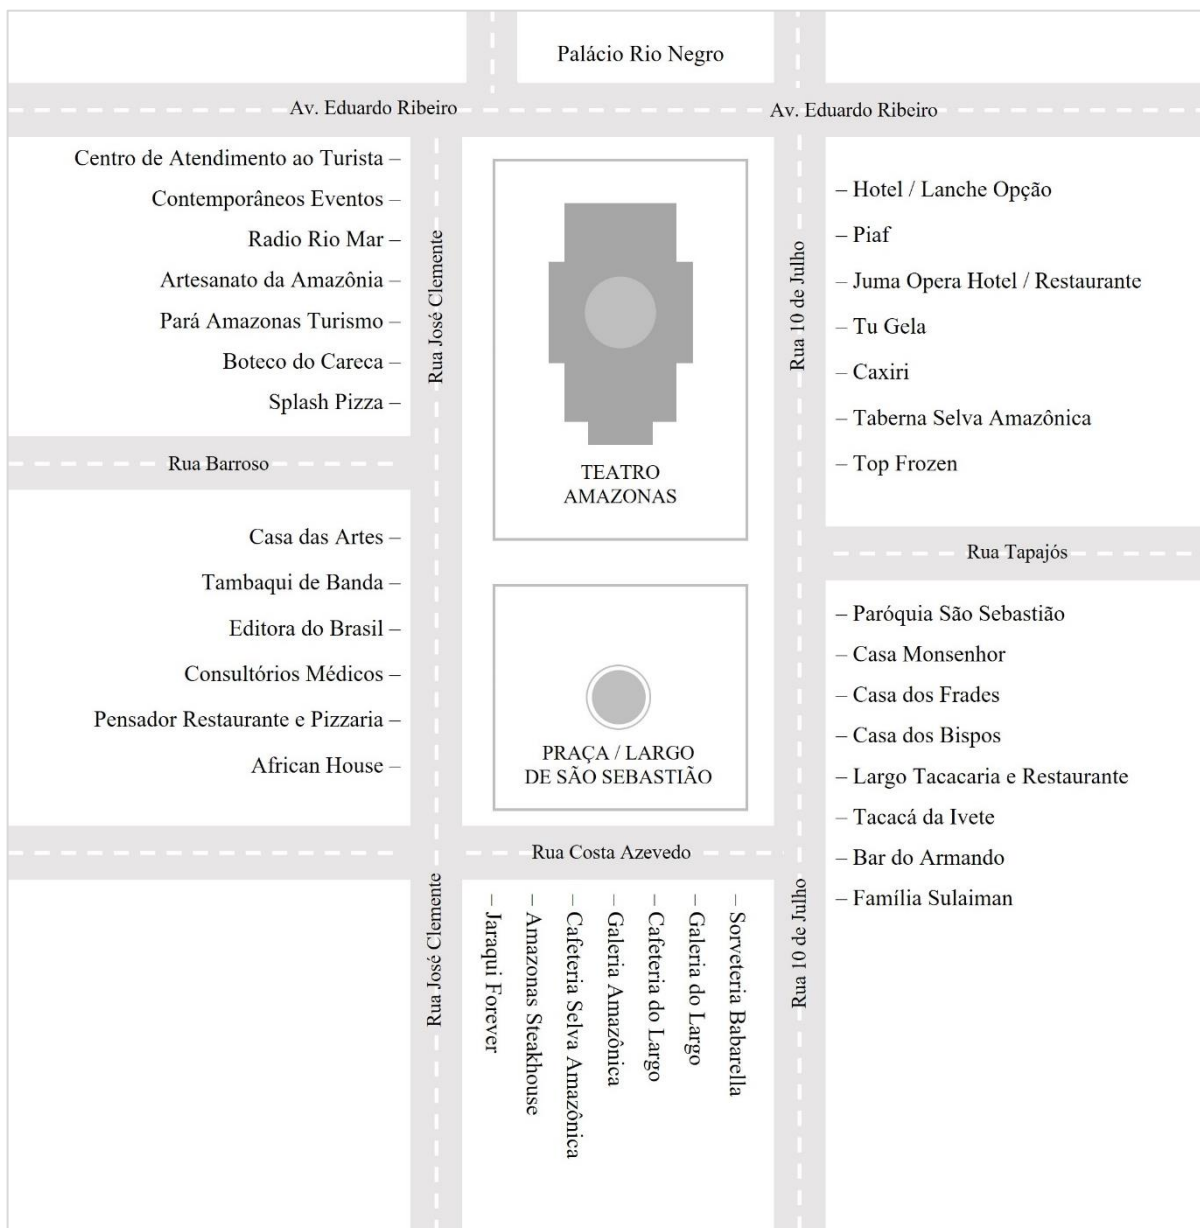 Palácio Rio Negro
Av. Eduardo Ribeiro
Av. Eduardo Ribeiro
Centro de Atendimento ao Turista –
Contemporâneos Eventos –
Radio Rio Mar –
Artesanato da Amazônia –
Pará Amazonas Turismo –
Boteco do Careca –
Splash Pizza –
Rua José Clemente
Rua Barroso
Casa das Artes –
Tambaqui de Banda –
Editora do Brasil –
Consultórios Médicos –
Pensador Restaurante e Pizzaria –
African House –
TEATRO
AMAZONAS
PRAÇA / LARGO
DE SÃO SEBASTIÃO
Rua 10 de Julho
– Hotel / Lanche Opção
– Piaf
– Juma Opera Hotel / Restaurante
– Tu Gela
– Caxiri
– Taberna Selva Amazônica
– Top Frozen
Rua Tapajós
– Paróquia São Sebastião
– Casa Monsenhor
– Casa dos Frades
– Casa dos Bispos
– Largo Tacacaria e Restaurante
– Tacacá da Ivete
– Bar do Armando
– Família Sulaiman
Rua Costa Azevedo
Rua José Clemente
– Jaraqui Forever
– Amazonas Steakhouse
– Cafeteria Selva Amazônica
– Galeria Amazônica
– Cafeteria do Largo
– Galeria do Largo
– Sorveteria Babarella
Rua 10 de Julho